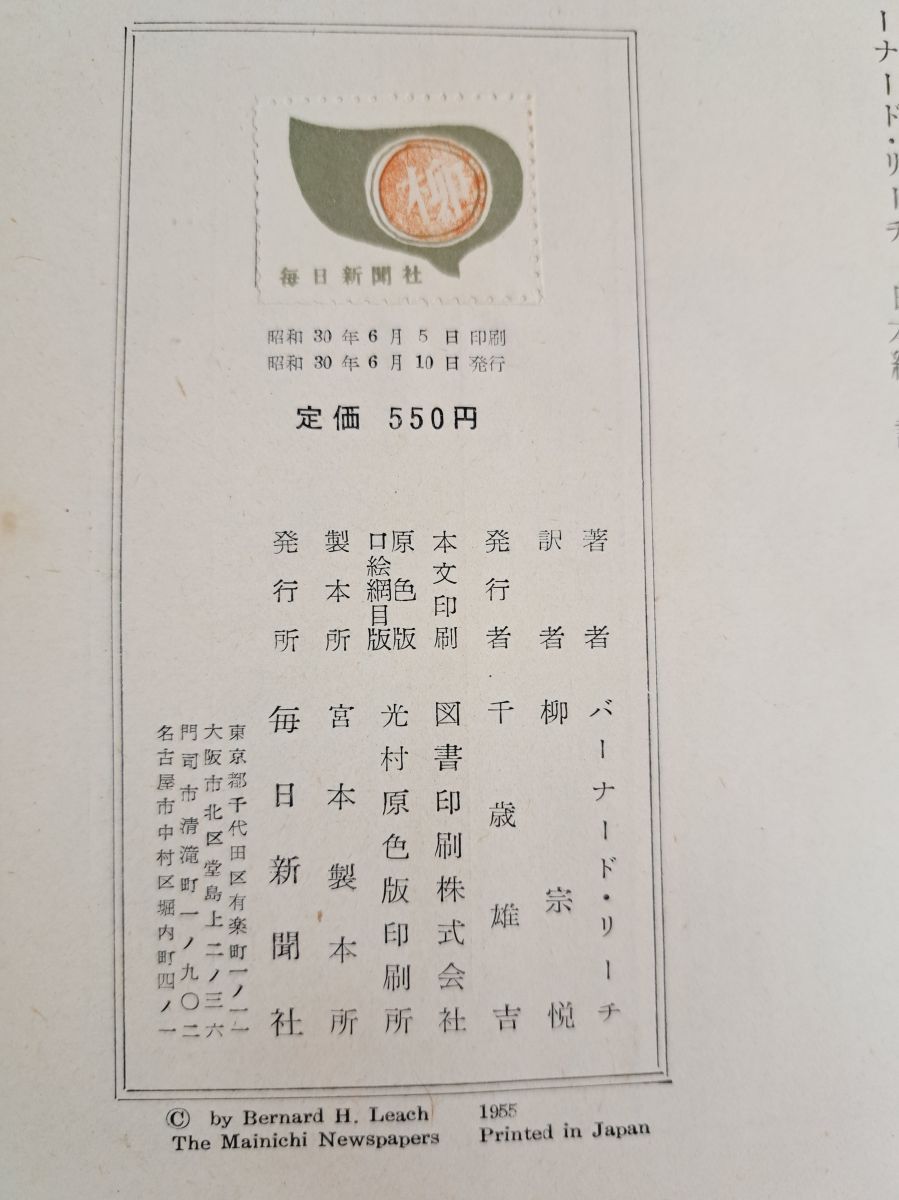 柳
毎日新聞社
昭和 30 年 6 月 5 日 印刷
昭和 30 年 6 月 10 日 発行
定価 550円
著者 バーナード・リーチ
訳者 柳宗悦
発行者 千歳雄吉
本文印刷 図書印刷株式会社
原色版
口絵網目版 光村原色版印刷所
製本所 宮本製本所
発行所 毎日新聞社
東京都千代田区有楽町一ノ一一
大阪市北区堂島上二ノ三六
門司市清滝町一ノ九〇二
名古屋市中村区堀内町四ノ一
© by Bernard H. Leach 1955
The Mainichi Newspapers Printed in Japan
ーナード・リーチ